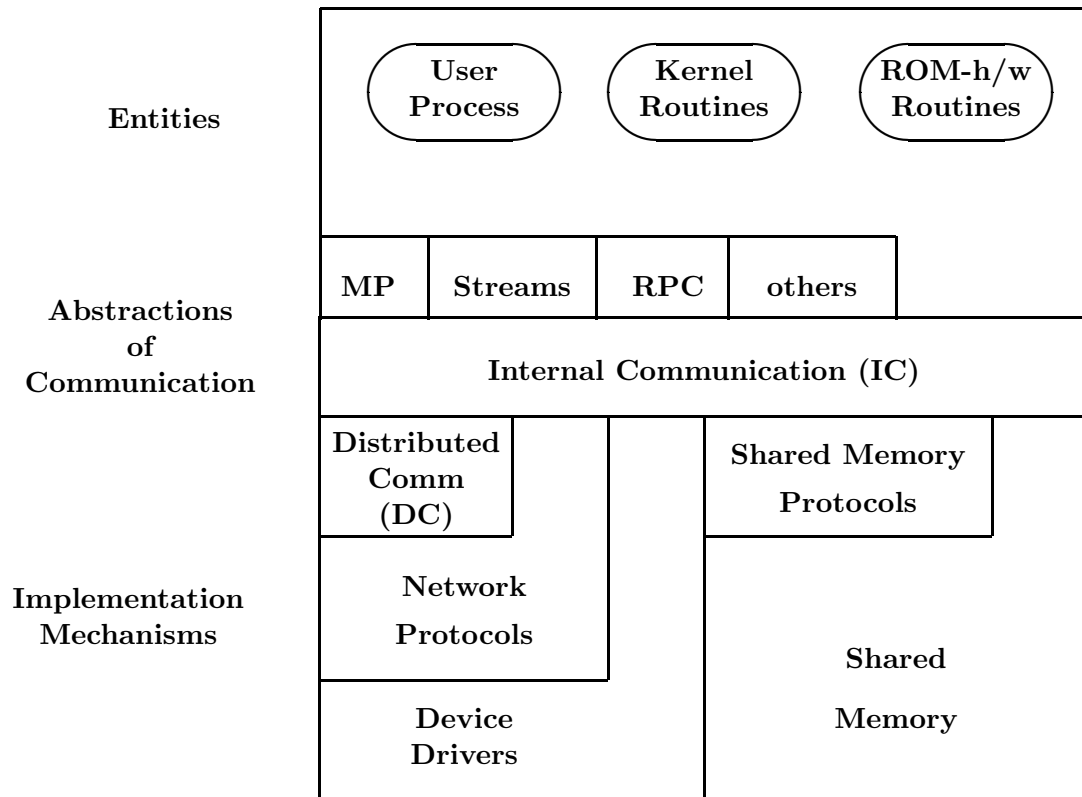 User
Process
Kernel
Routines
ROM-h/w
Routines
Entities
MP
Streams
RPC
others
Abstractions
of
Communication
Internal Communication (IC)
Distributed
Comm
(DC)
Shared Memory
Protocols
Implementation
Mechanisms
Network
Protocols
Shared
Memory
Device
Drivers